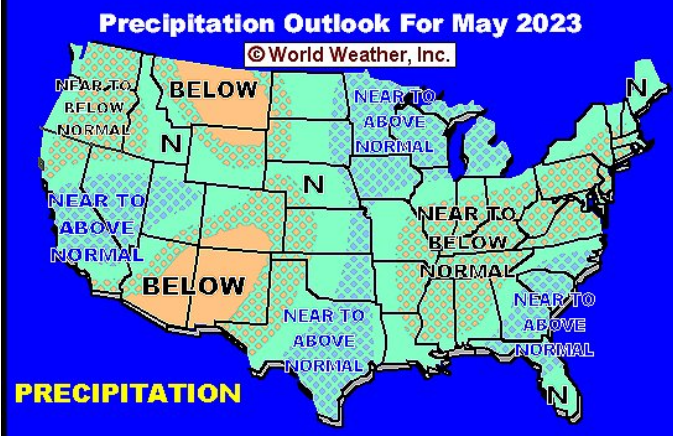 Precipitation Outlook For May 2023
© World Weather, Inc.
NEAR TO
BELOW
NORMAL
BELOW
NEAR TO
ABOVE
NORMAL
N
N
N
NEAR TO
ABOVE
NORMAL
NEAR TO
BELOW
NORMAL
BELOW
NEAR TO
ABOVE
NORMAL
NEAR TO
ABOVE
NORMAL
N
PRECIPITATION